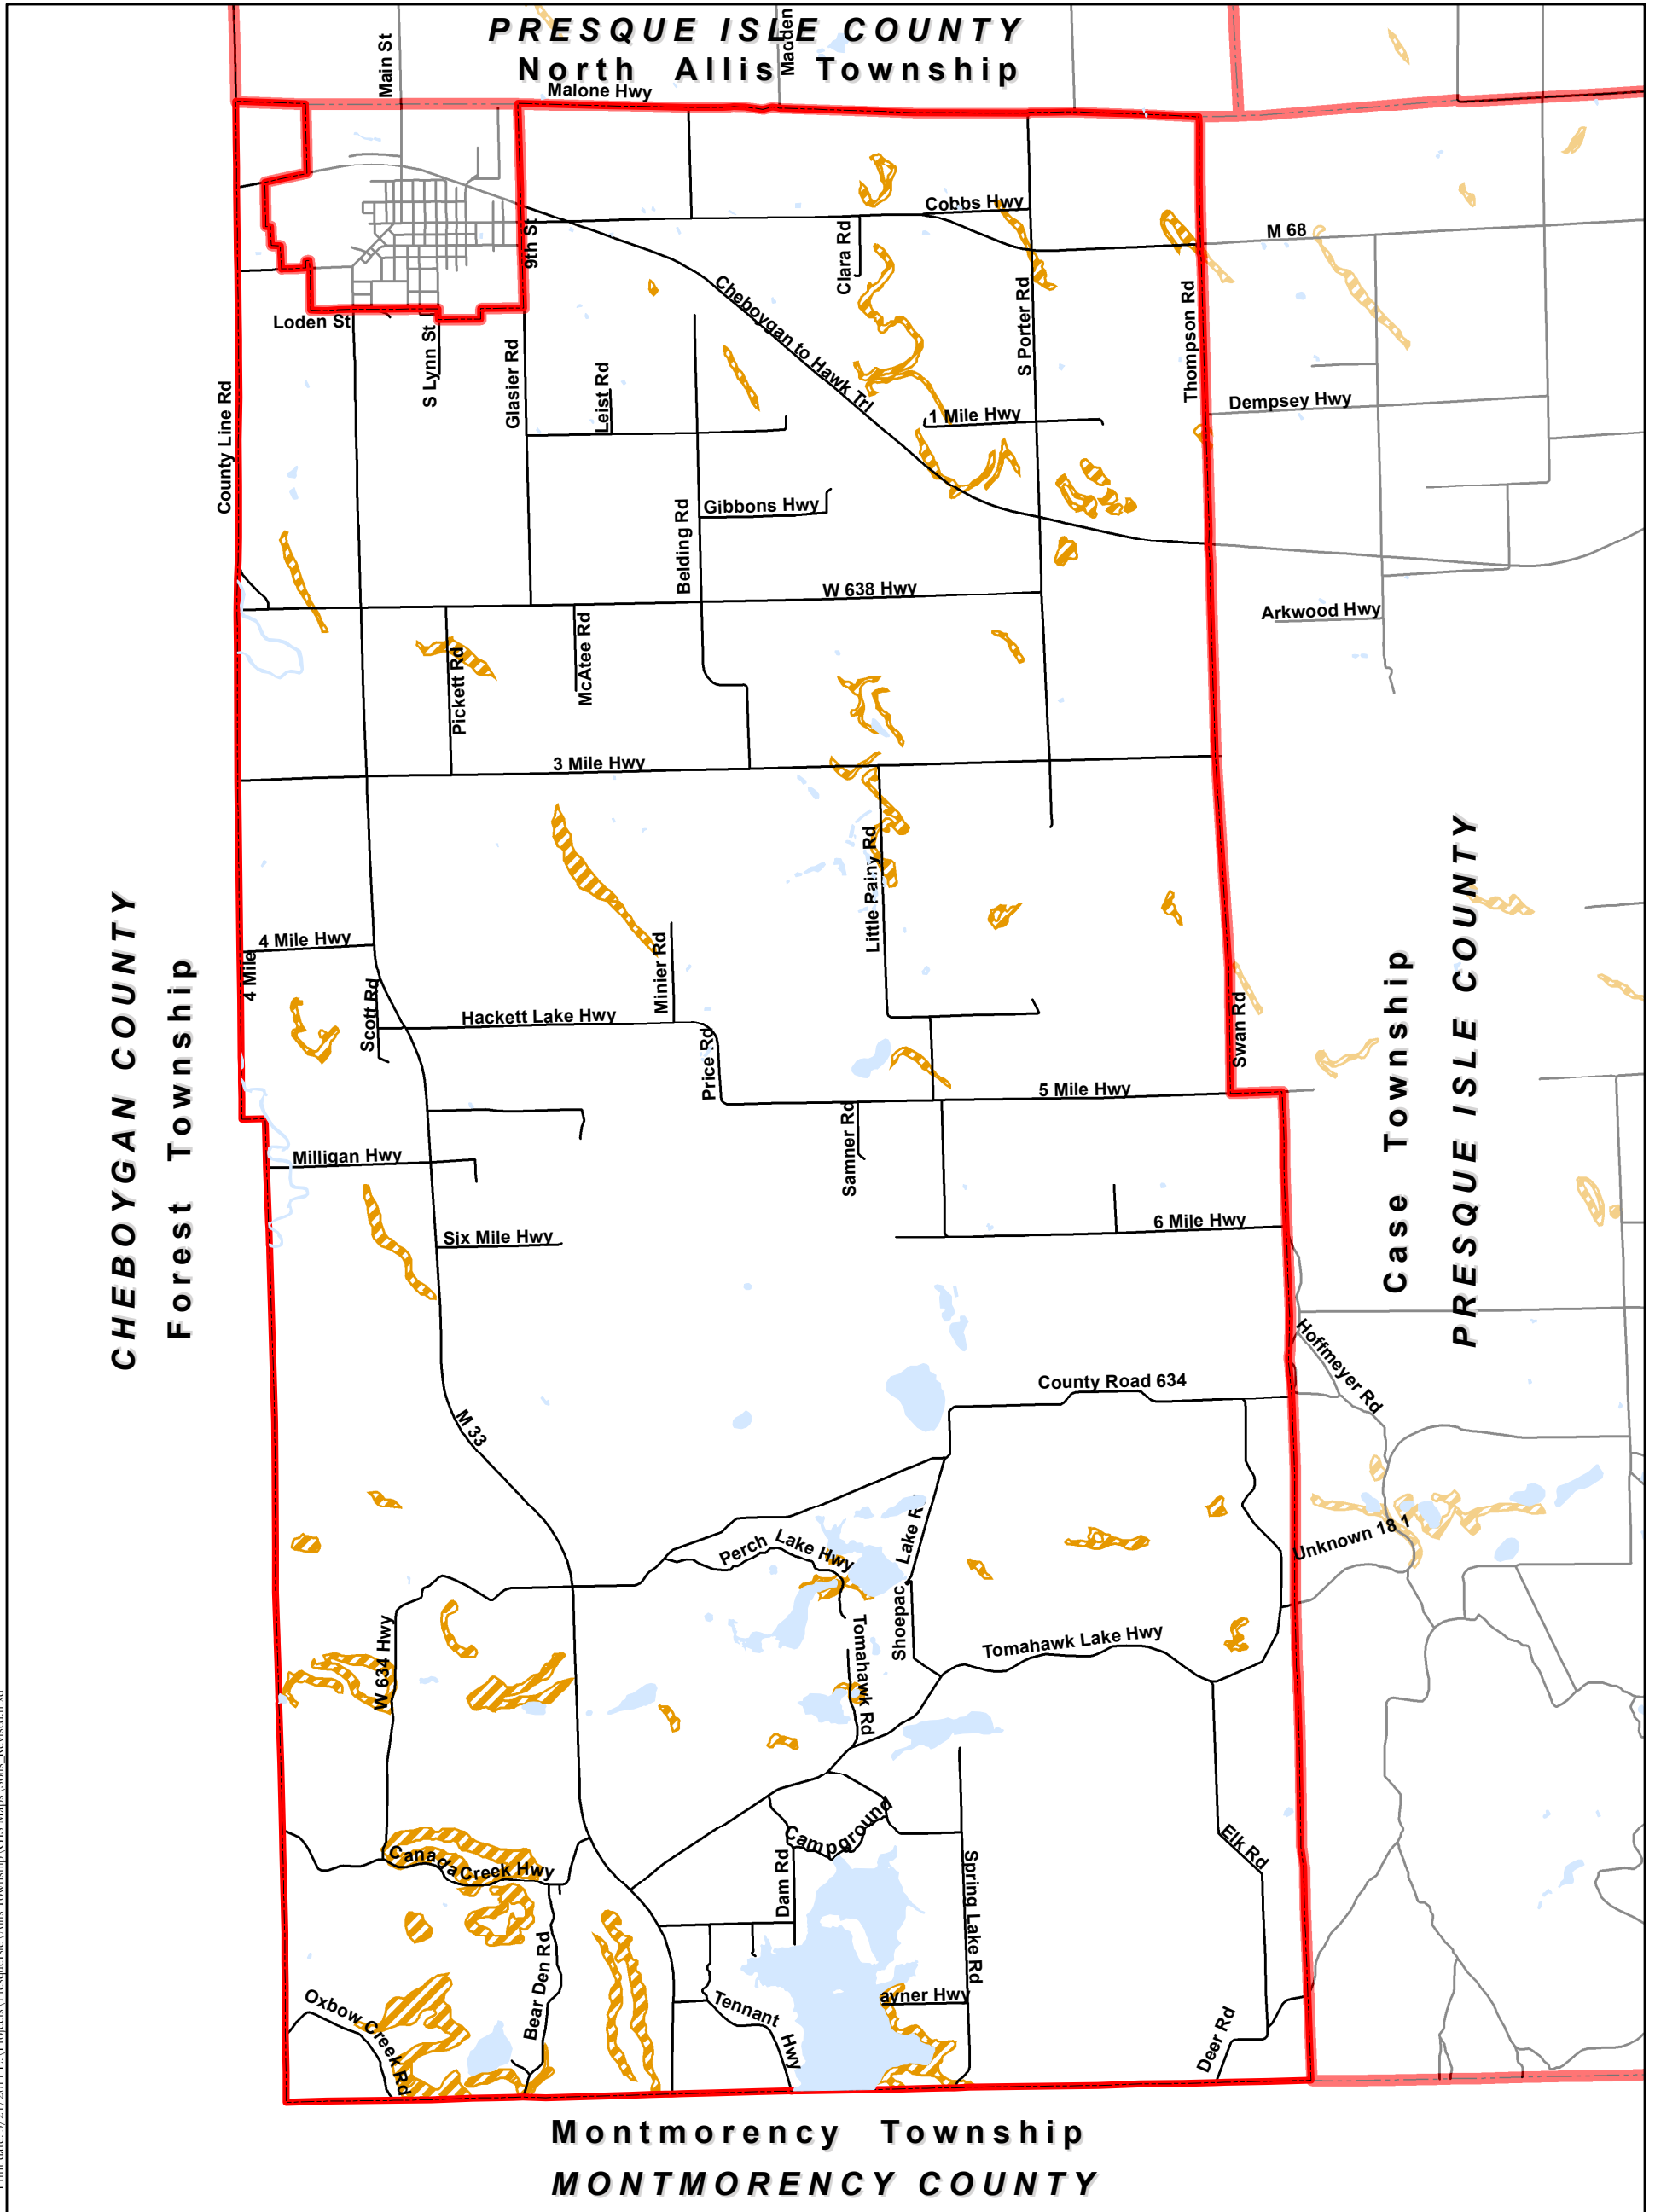 PRESQUE ISLE COUNTY
North Allis Township
Main St
Madden
Malone Hwy
Cobbs Hwy
M 68
9th St
Clara Rd
Cheboygan to Hawk Trl
S Porter Rd
Thompson Rd
Loden St
S Lynn St
Glasier Rd
Leist Rd
County Line Rd
1 Mile Hwy
Dempsey Hwy
Belding Rd
Gibbons Hwy
W 638 Hwy
Arkwood Hwy
Pickett Rd
McAtee Rd
3 Mile Hwy
Little Rainy Rd
4 Mile Hwy
4 Mile
Scott Rd
Minier Rd
Hackett Lake Hwy
Price Rd
Swan Rd
5 Mile Hwy
Samner Rd
Milligan Hwy
Six Mile Hwy
6 Mile Hwy
CHEBOYGAN COUNTY
Forest Township
Case Township
PRESQUE ISLE COUNTY
Hoffmeyer Rd
County Road 634
M 33
Perch Lake Hwy
Lake R
Shoepac
Unknown 18 1
W 634 Hwy
Tomahawk Rd
Tomahawk Lake Hwy
Campground
Canada Creek Hwy
Dam Rd
Spring Lake Rd
Elk Rd
Bear Den Rd
Oxbow Creek Rd
Tennant Hwy
ayner Hwy
Deer Rd
Montmorency Township
MONTMORENCY COUNTY